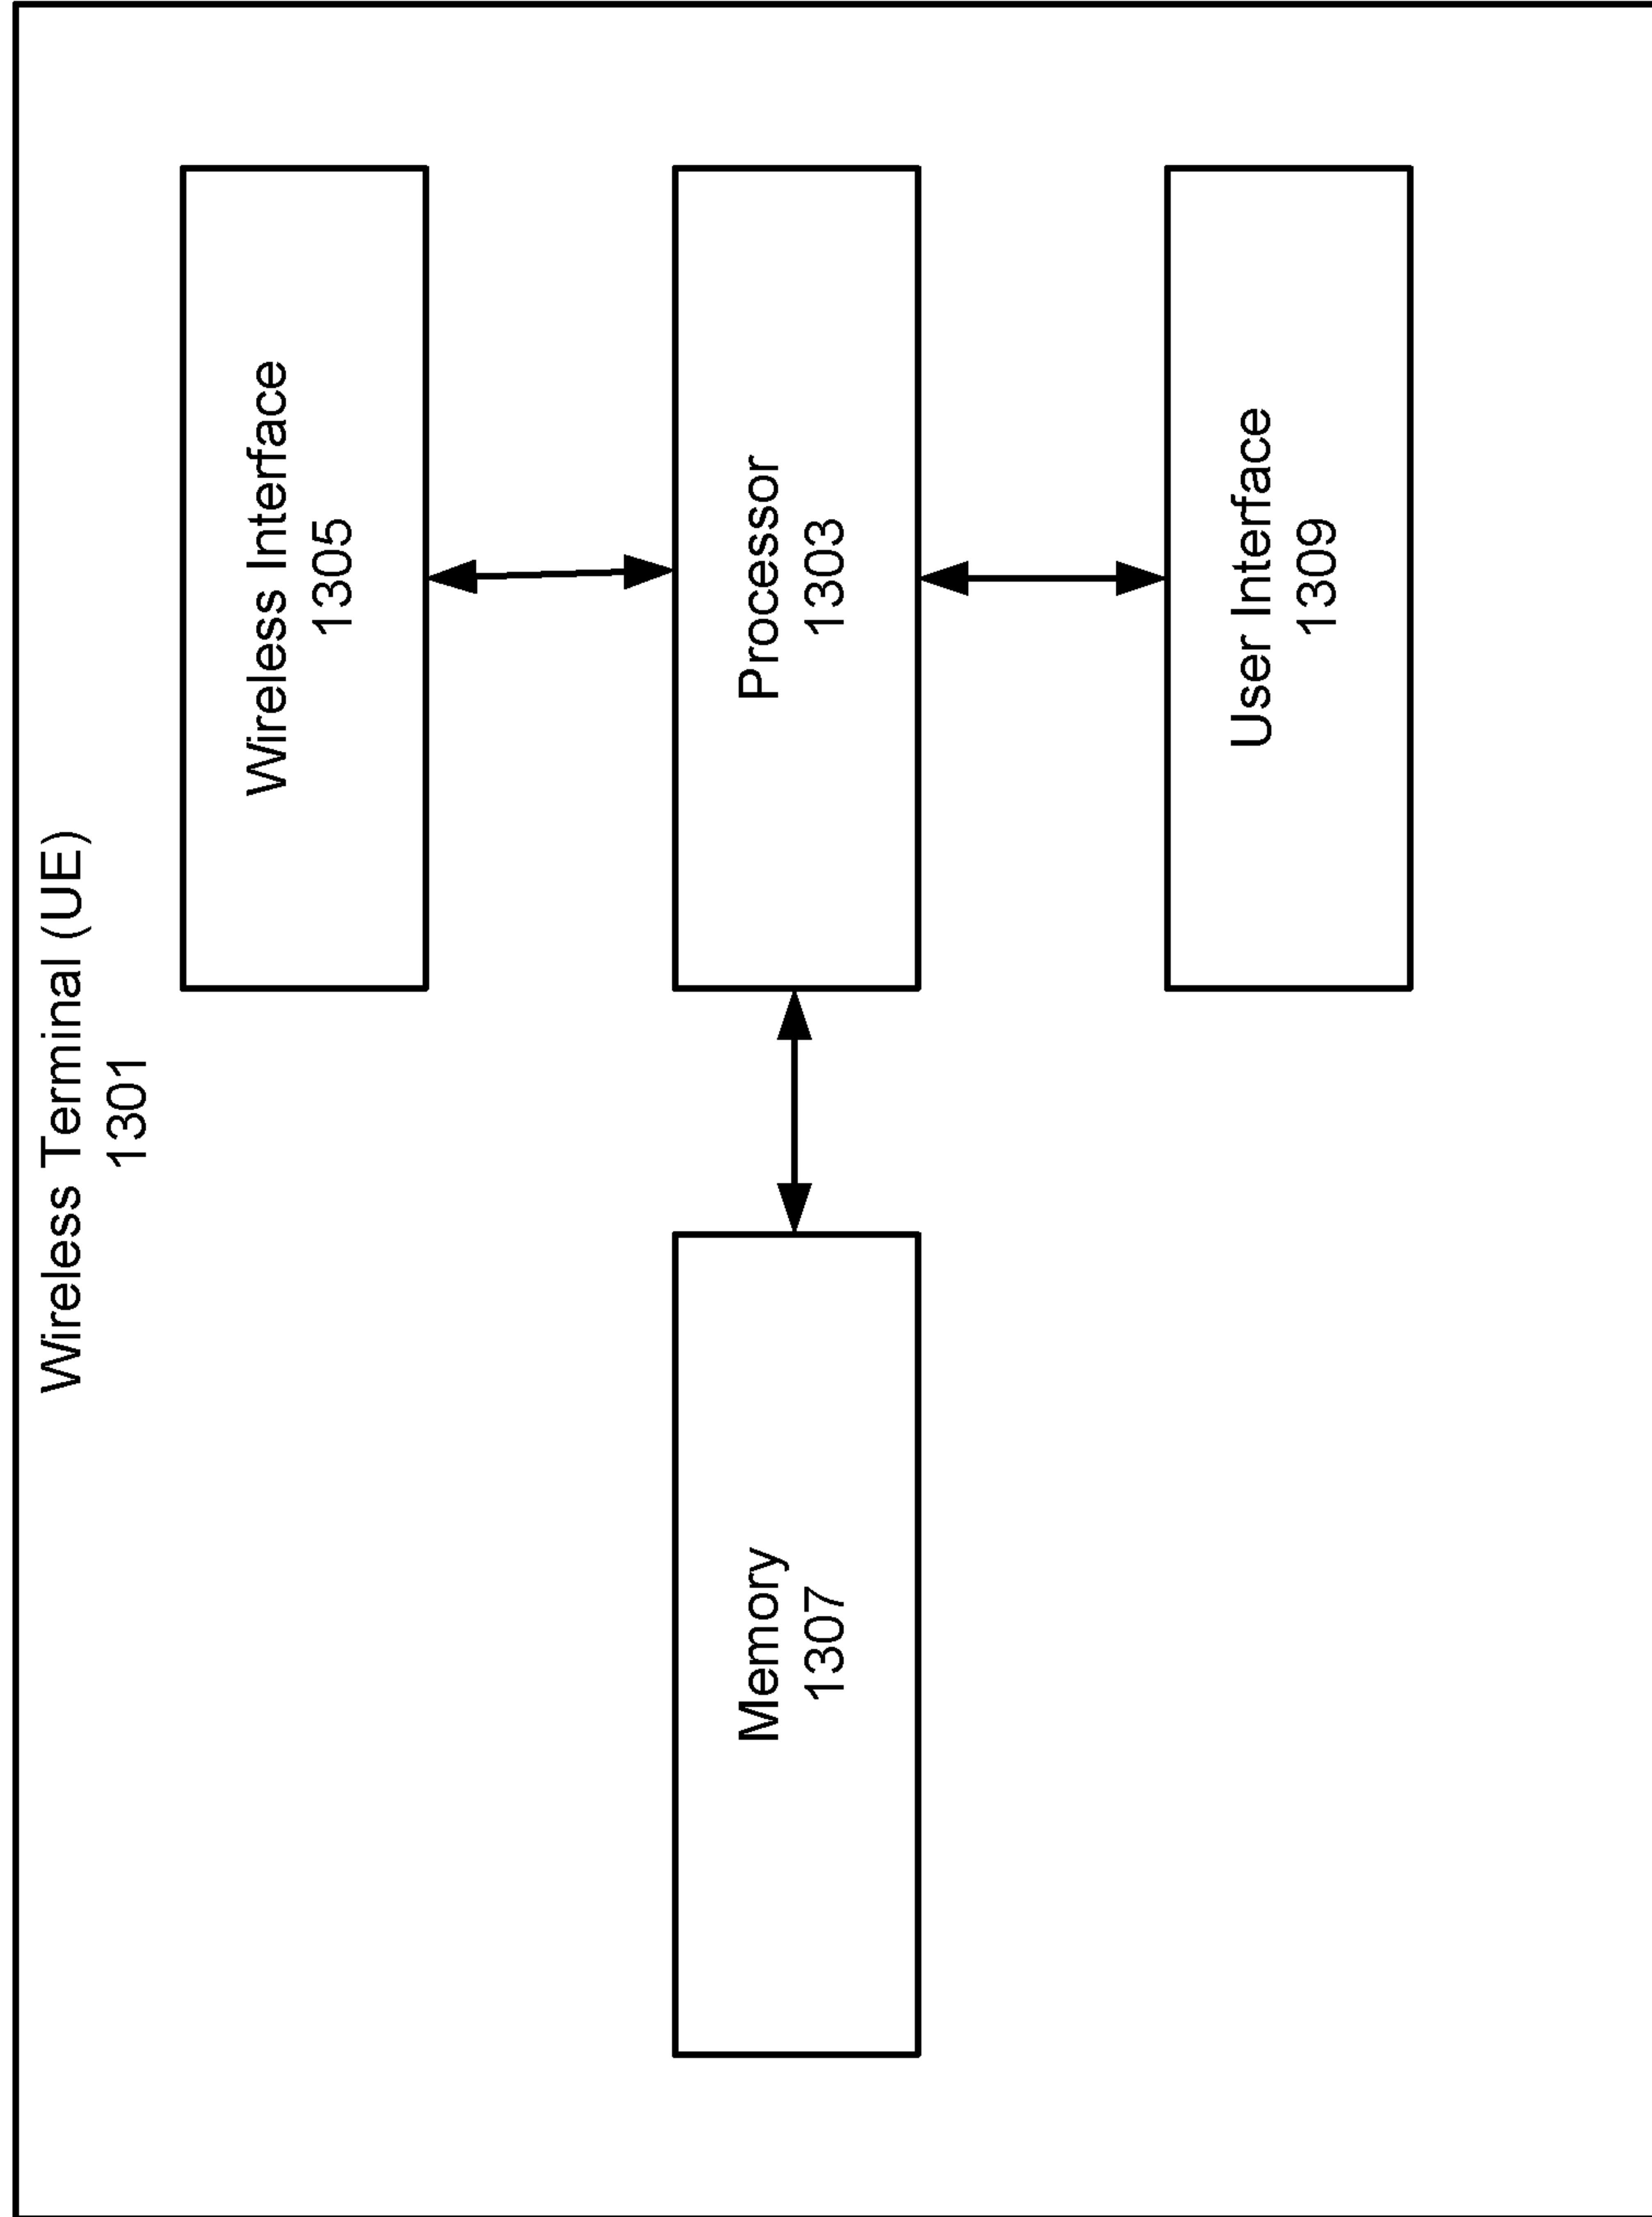 Wireless Terminal (UE)
1301
Wireless Interface
1305
Memory
1307
Processor
1303
User Interface
1309